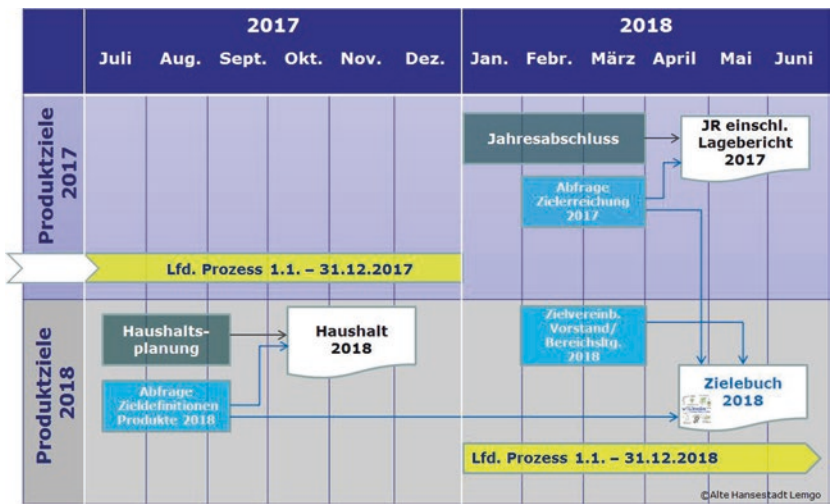 2017
2018
Juli Aug. Sept. Okt. Nov. Dez. Jan. Febr. März April Mai Juni
Produktziele
2017
Jahresabschluss
JR einschl.
Lagebericht
2017
Abfrage
Zielerreichung
2017
Lfd. Prozess 1.1. – 31.12.2017
Produktziele
2018
Haushalts-
planung
Haushalt
2018
Zielvereinb.
Vorstand/
Bereichsltg.
2018
Abfrage
Zieldefinitionen
Produkte 2018
Zielebuch
2018
Lfd. Prozess 1.1. – 31.12.2018
©Alte Hansestadt Lemgo